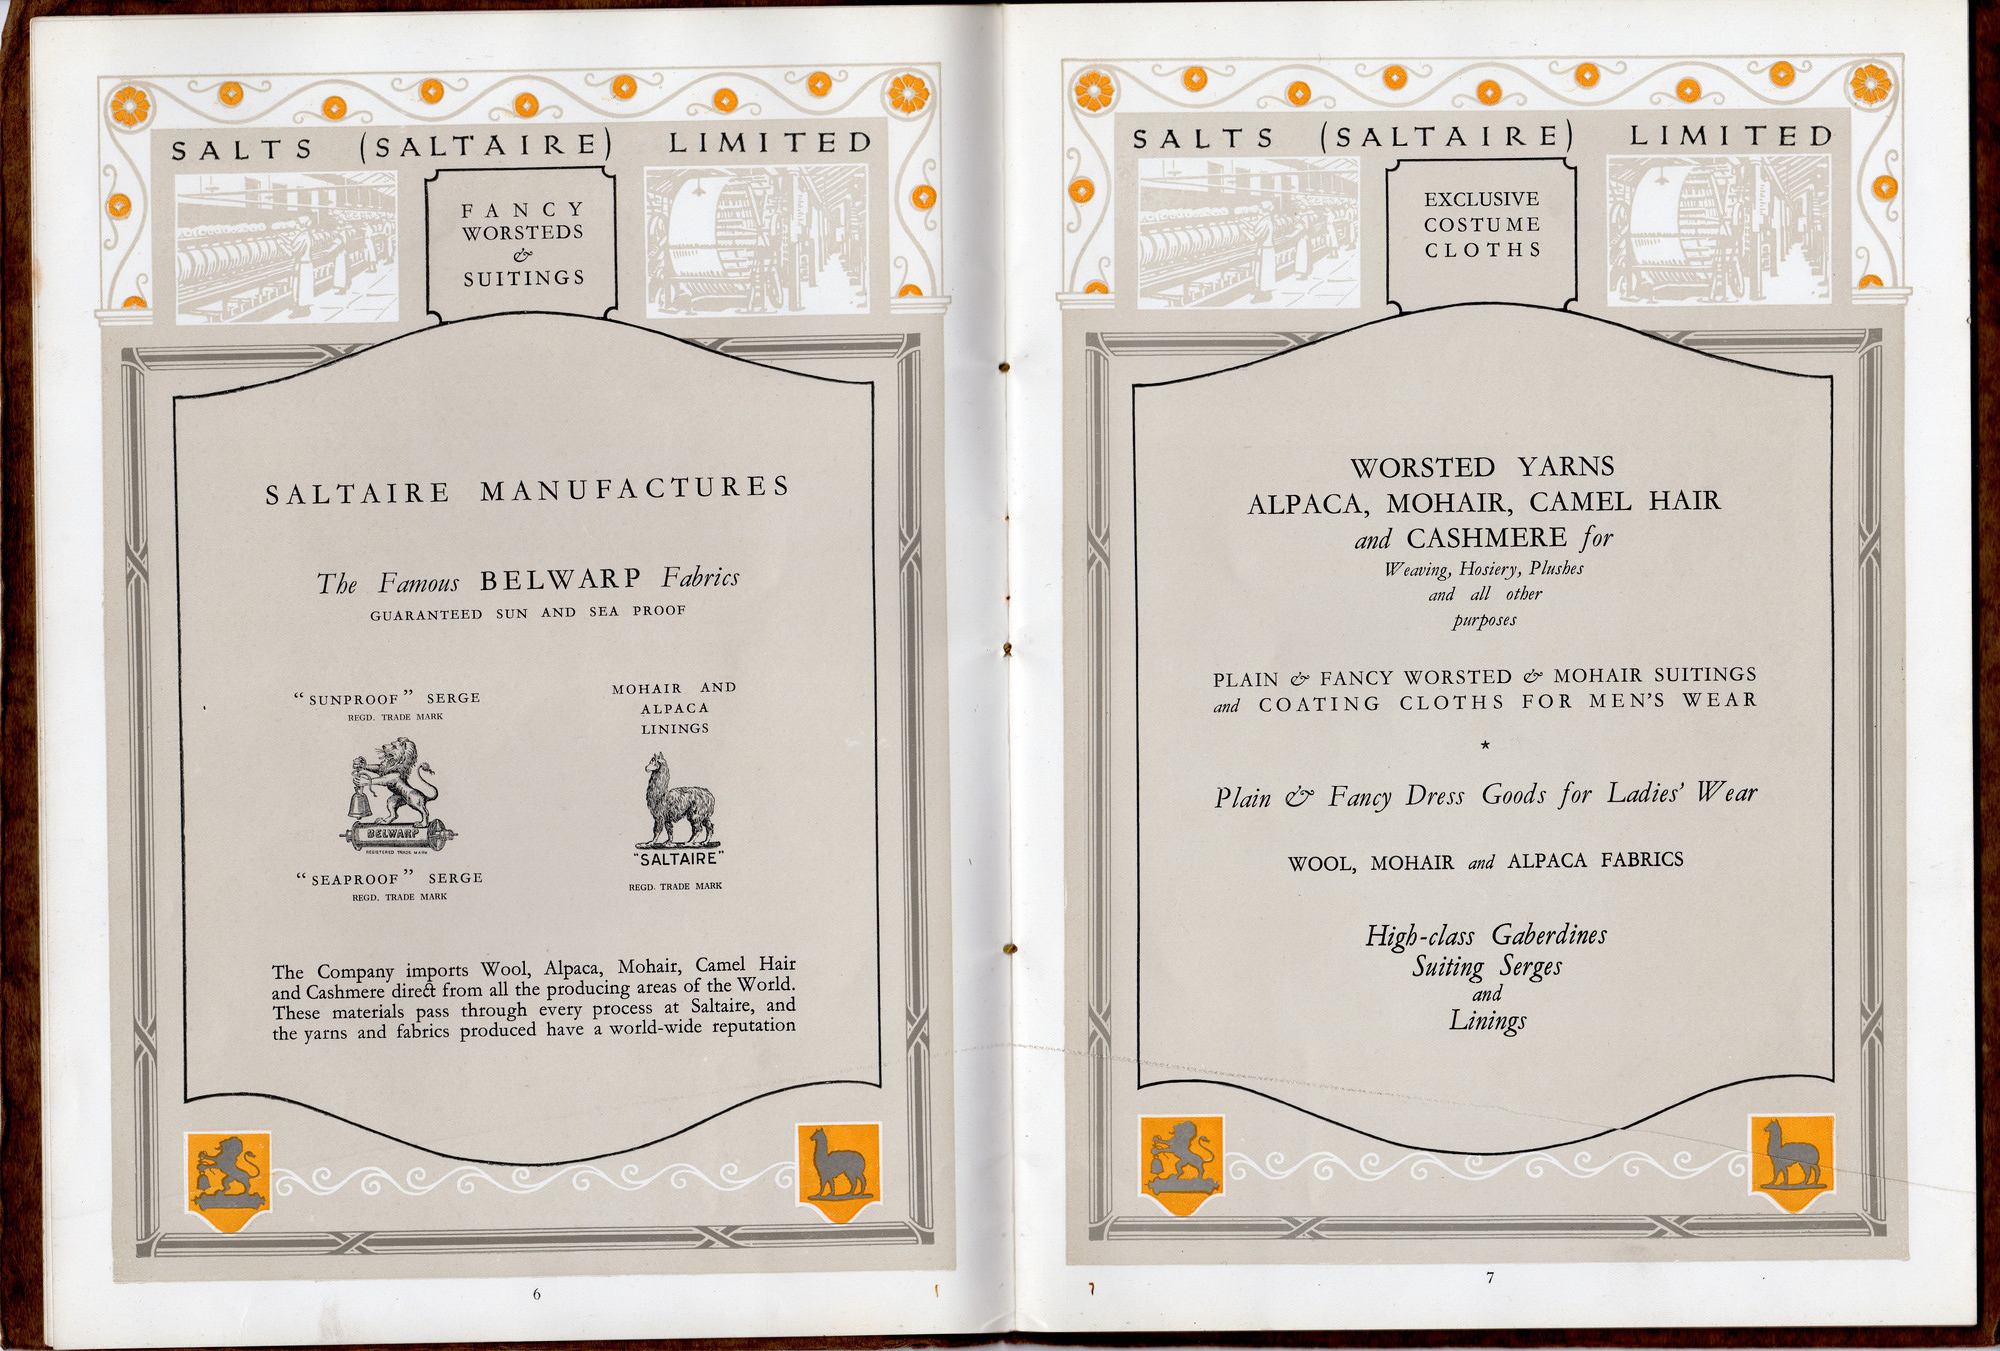 SALTS (SALTAIRE) LIMITED
FANCY
WORSTEDS
&
SUITINGS
SALTAIRE MANUFACTURES
The Famous BELWARP Fabrics
GUARANTEED SUN AND SEA PROOF
“SUNPROOF” SERGE
REGD. TRADE MARK
BELWARP
REGISTERED TRADE MARK
“SEAPROOF” SERGE
REGD. TRADE MARK
MOHAIR AND
ALPACA
LININGS
"SALTAIRE"
REGD. TRADE MARK
The Company imports Wool, Alpaca, Mohair, Camel Hair
and Cashmere direct from all the producing areas of the World.
These materials pass through every process at Saltaire, and
the yarns and fabrics produced have a world-wide reputation
6
SALTS (SALTAIRE) LIMITED
EXCLUSIVE
COSTUME
CLOTHS
WORSTED YARNS
ALPACA, MOHAIR, CAMEL HAIR
and CASHMERE for
Weaving, Hosiery, Plushes
and all other
purposes
PLAIN & FANCY WORSTED & MOHAIR SUITINGS
and COATING CLOTHS FOR MEN'S WEAR
★
Plain & Fancy Dress Goods for Ladies' Wear
WOOL, MOHAIR and ALPACA FABRICS
High-class Gaberdines
Suiting Serges
and
Linings
7